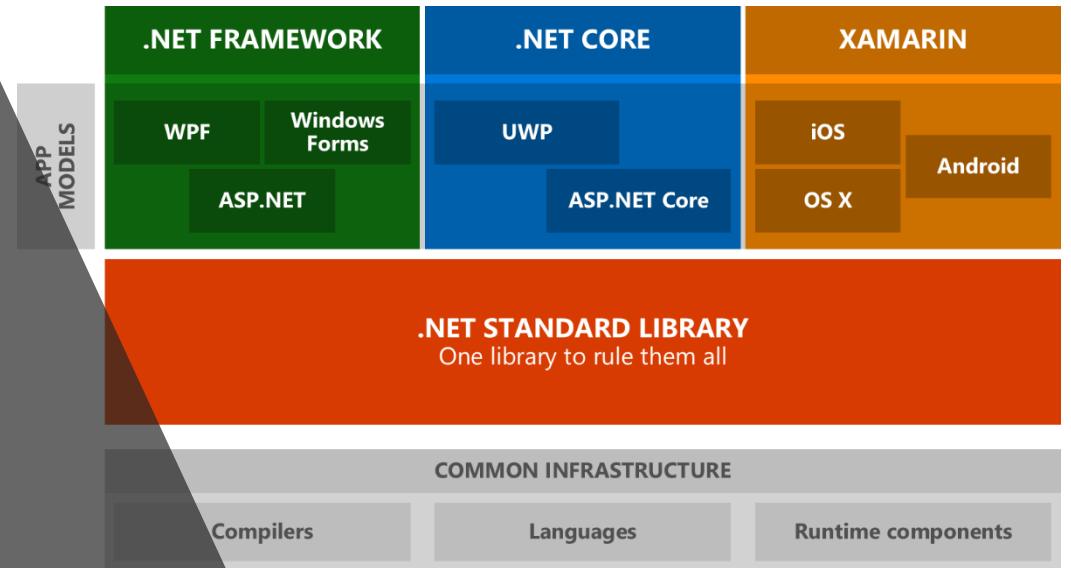 .NET FRAMEWORK
.NET CORE
XAMARIN
APP
MODELS
WPF
Windows
Forms
ASP.NET
UWP
ASP.NET Core
iOS
Android
OS X
.NET STANDARD LIBRARY
One library to rule them all
COMMON INFRASTRUCTURE
Compilers
Languages
Runtime components